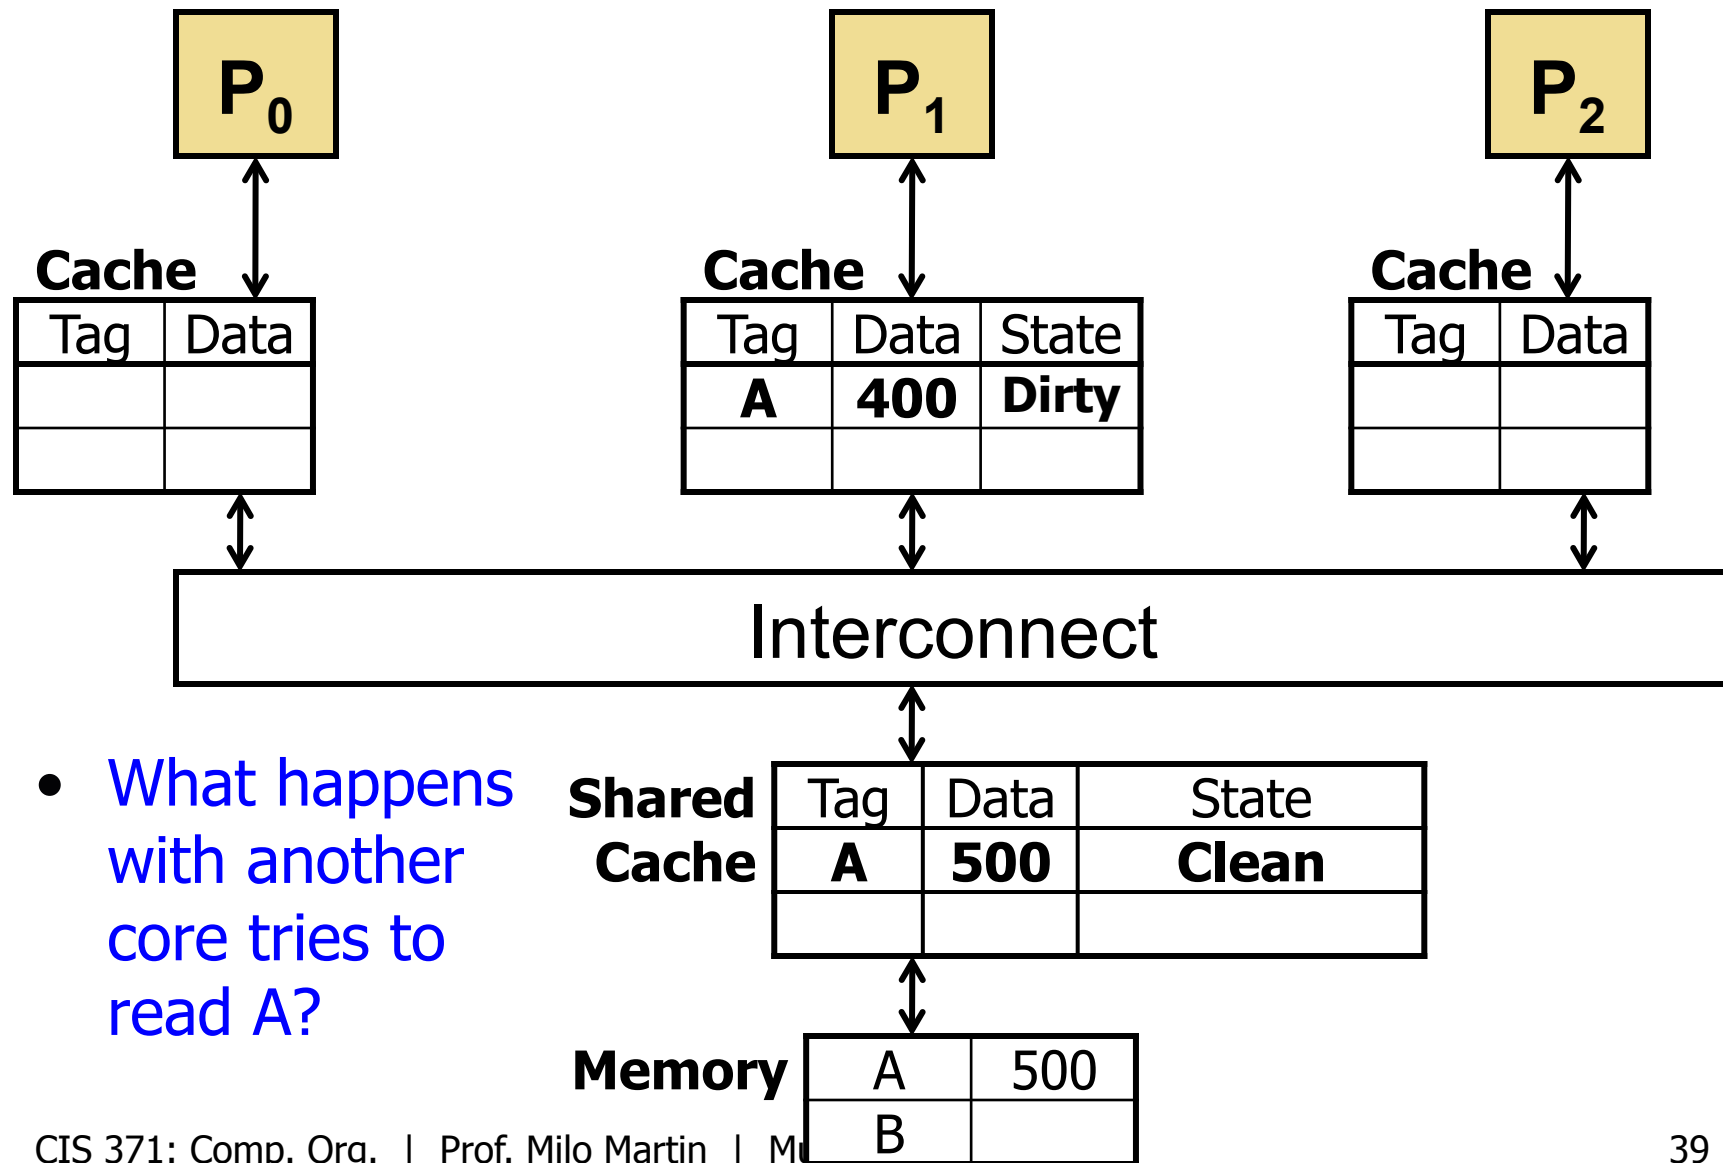 P0 P1 P2
Cache Cache Cache
Tag Data Tag Data State Tag Data
A 400 Dirty
Interconnect
• What happens
with another
core tries to
read A?
Shared Tag Data State
Cache A 500 Clean
Memory A 500
B
CIS 371: Comp. Org. | Prof. Milo Martin |
39